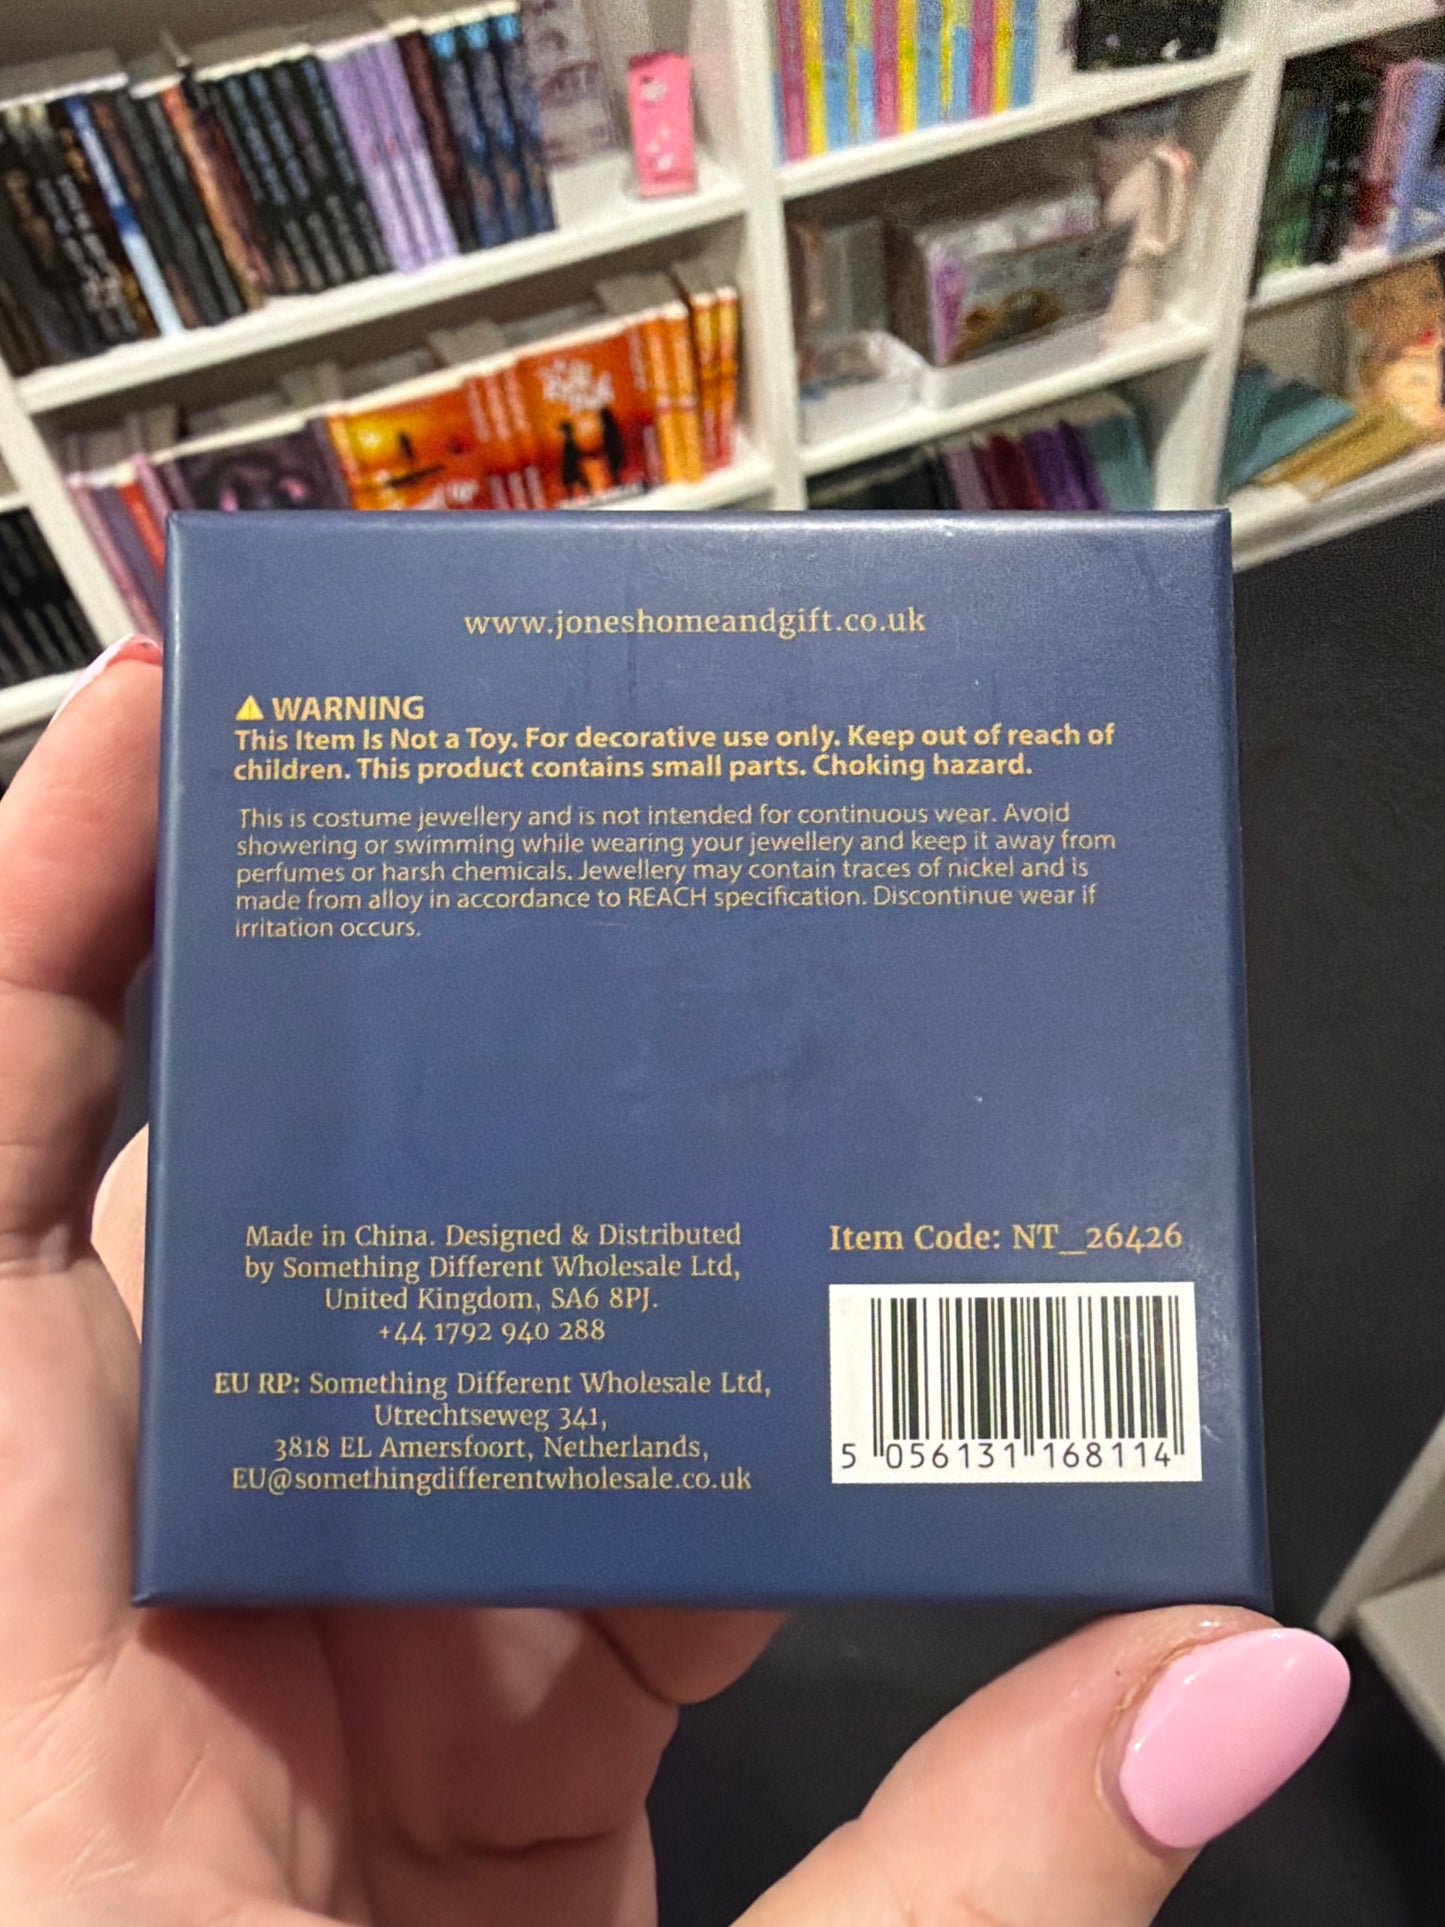 www.joneshomeandgift.co.uk
⚠ WARNING
This Item Is Not a Toy. For decorative use only. Keep out of reach of
children. This product contains small parts. Choking hazard.
This is costume jewellery and is not intended for continuous wear. Avoid
showering or swimming while wearing your jewellery and keep it away from
perfumes or harsh chemicals. Jewellery may contain traces of nickel and is
made from alloy in accordance to REACH specification. Discontinue wear if
irritation occurs.
Made in China. Designed & Distributed
by Something Different Wholesale Ltd,
United Kingdom, SA6 8PJ.
+44 1792 940 288
EU RP: Something Different Wholesale Ltd,
Utrechtseweg 341,
3818 EL Amersfoort, Netherlands,
EU@somethingdifferentwholesale.co.uk
Item Code: NT_26426
5 056131 168114